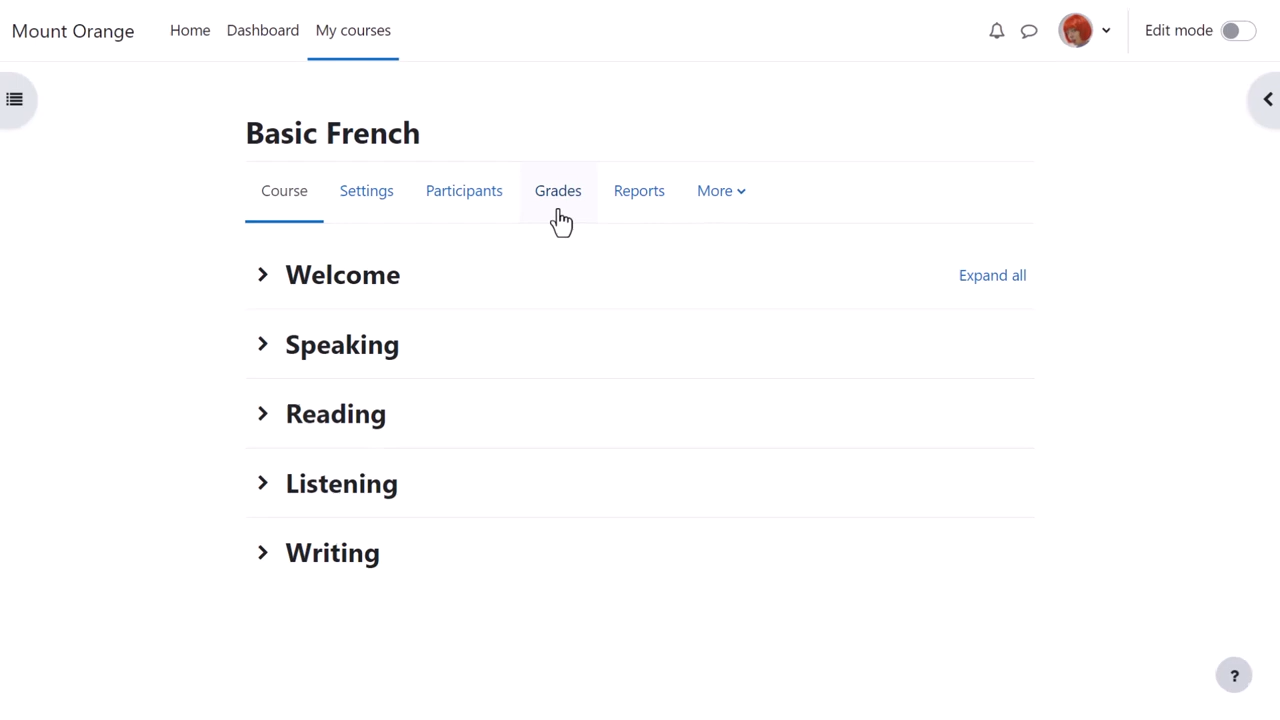 Mount Orange Home Dashboard My courses Edit mode
Basic French
Course Settings Participants Grades Reports More
Welcome Expand all
Speaking
Reading
Listening
Writing
?